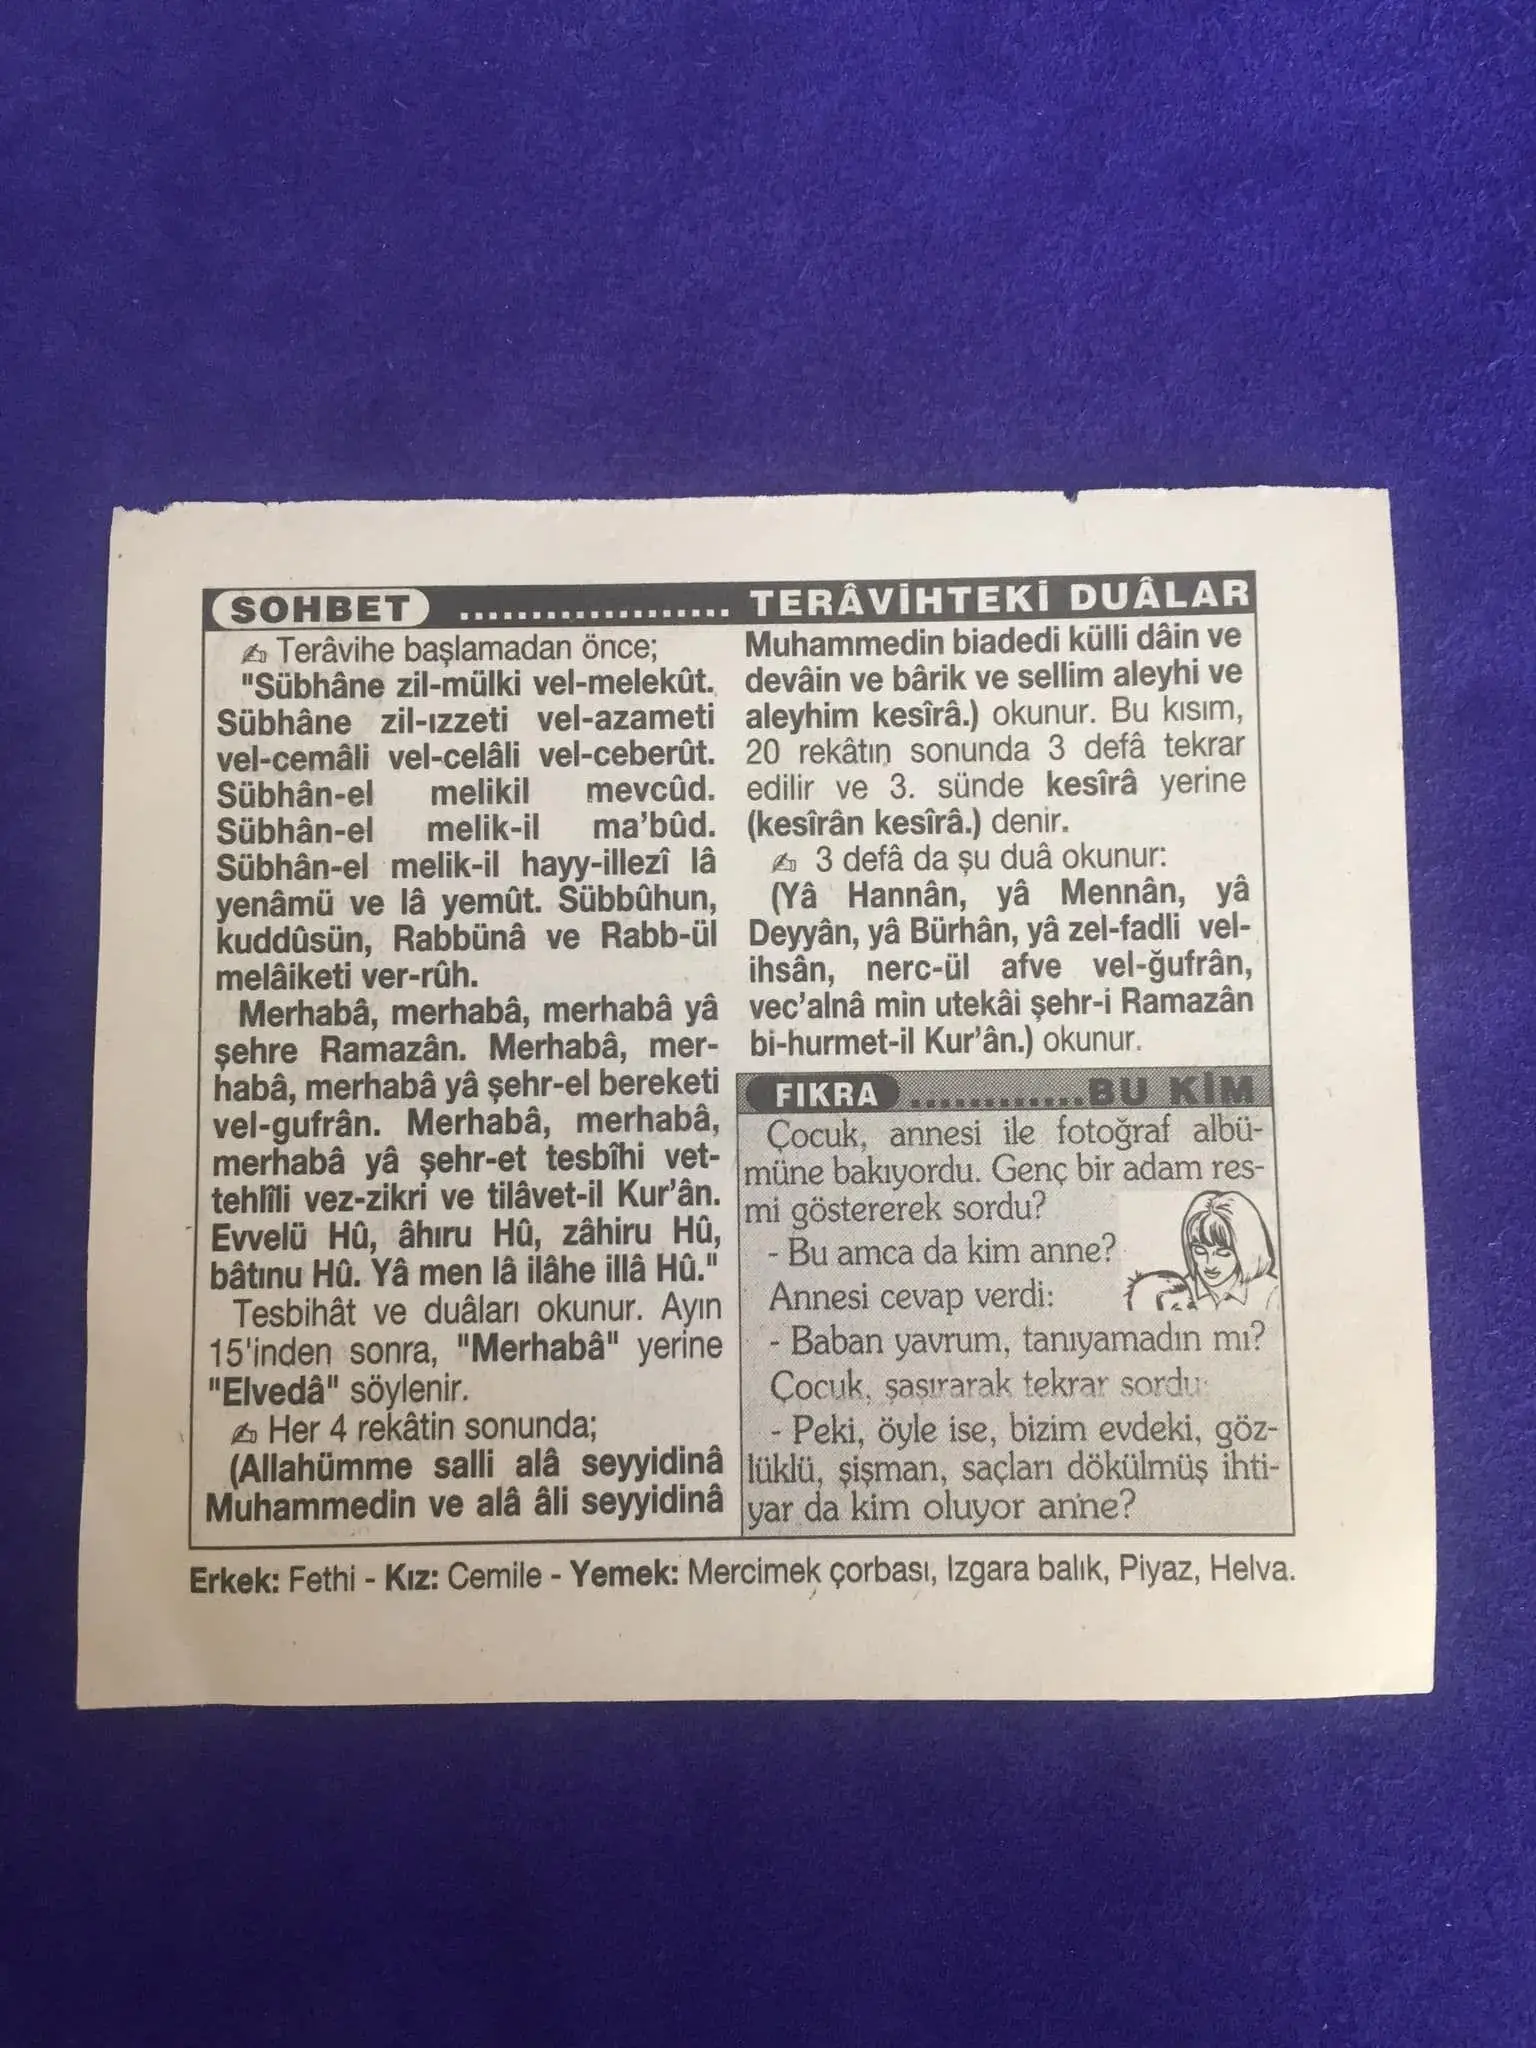 SOHBET ................... TERÂVİHTEKİ DUÂLAR
✍ Terâvihe başlamadan önce;
"Sübhâne zil-mülki vel-melekût.
Sübhâne zil-ızzeti vel-azameti
vel-cemâli vel-celâli vel-ceberût.
Sübhân-el melikil mevcûd.
Sübhân-el melik-il ma'bûd.
Sübhân-el melik-il hayy-illezî lâ
yenâmü ve lâ yemût. Sübbûhun,
kuddûsün, Rabbünâ ve Rabb-ül
melâiketi ver-rûh.
Merhabâ, merhabâ, merhabâ yâ
şehre Ramazân. Merhabâ, mer-
habâ, merhabâ yâ şehr-el bereketi
vel-gufrân. Merhabâ, merhabâ,
merhabâ yâ şehr-et tesbîhi vet-
tehlîli vez-zikri ve tilâvet-il Kur'ân.
Evvelü Hû, âhıru Hû, zâhiru Hû,
bâtınu Hû. Yâ men lâ ilâhe illâ Hû."
Tesbihât ve duâları okunur. Ayın
15'inden sonra, "Merhabâ" yerine
"Elvedâ" söylenir.
✍ Her 4 rekâtin sonunda;
(Allahümme salli alâ seyyidinâ
Muhammedin ve alâ âli seyyidinâ
Muhammedin biadedi külli dâin ve
devâin ve bârik ve sellim aleyhi ve
aleyhim kesîrâ.) okunur. Bu kısım,
20 rekâtın sonunda 3 defâ tekrar
edilir ve 3. sünde kesîrâ yerine
(kesîrân kesîrâ.) denir.
✍ 3 defâ da şu duâ okunur:
(Yâ Hannân, yâ Mennân, yâ
Deyyân, yâ Bürhân, yâ zel-fadli vel-
ihsân, nerc-ül afve vel-ğufrân,
vec'alnâ min utekâi şehr-i Ramazân
bi-hurmet-il Kur'ân.) okunur.
FIKRA .............BU KİM
Çocuk, annesi ile fotoğraf albü-
müne bakıyordu. Genç bir adam res-
mi göstererek sordu?
- Bu amca da kim anne?
Annesi cevap verdi:
- Baban yavrum, tanıyamadın mı?
Çocuk, şaşırarak tekrar sordu:
- Peki, öyle ise, bizim evdeki, göz-
lüklü, şişman, saçları dökülmüş ihti-
yar da kim oluyor anne?
Erkek: Fethi - Kız: Cemile - Yemek: Mercimek çorbası, Izgara balık, Piyaz, Helva.